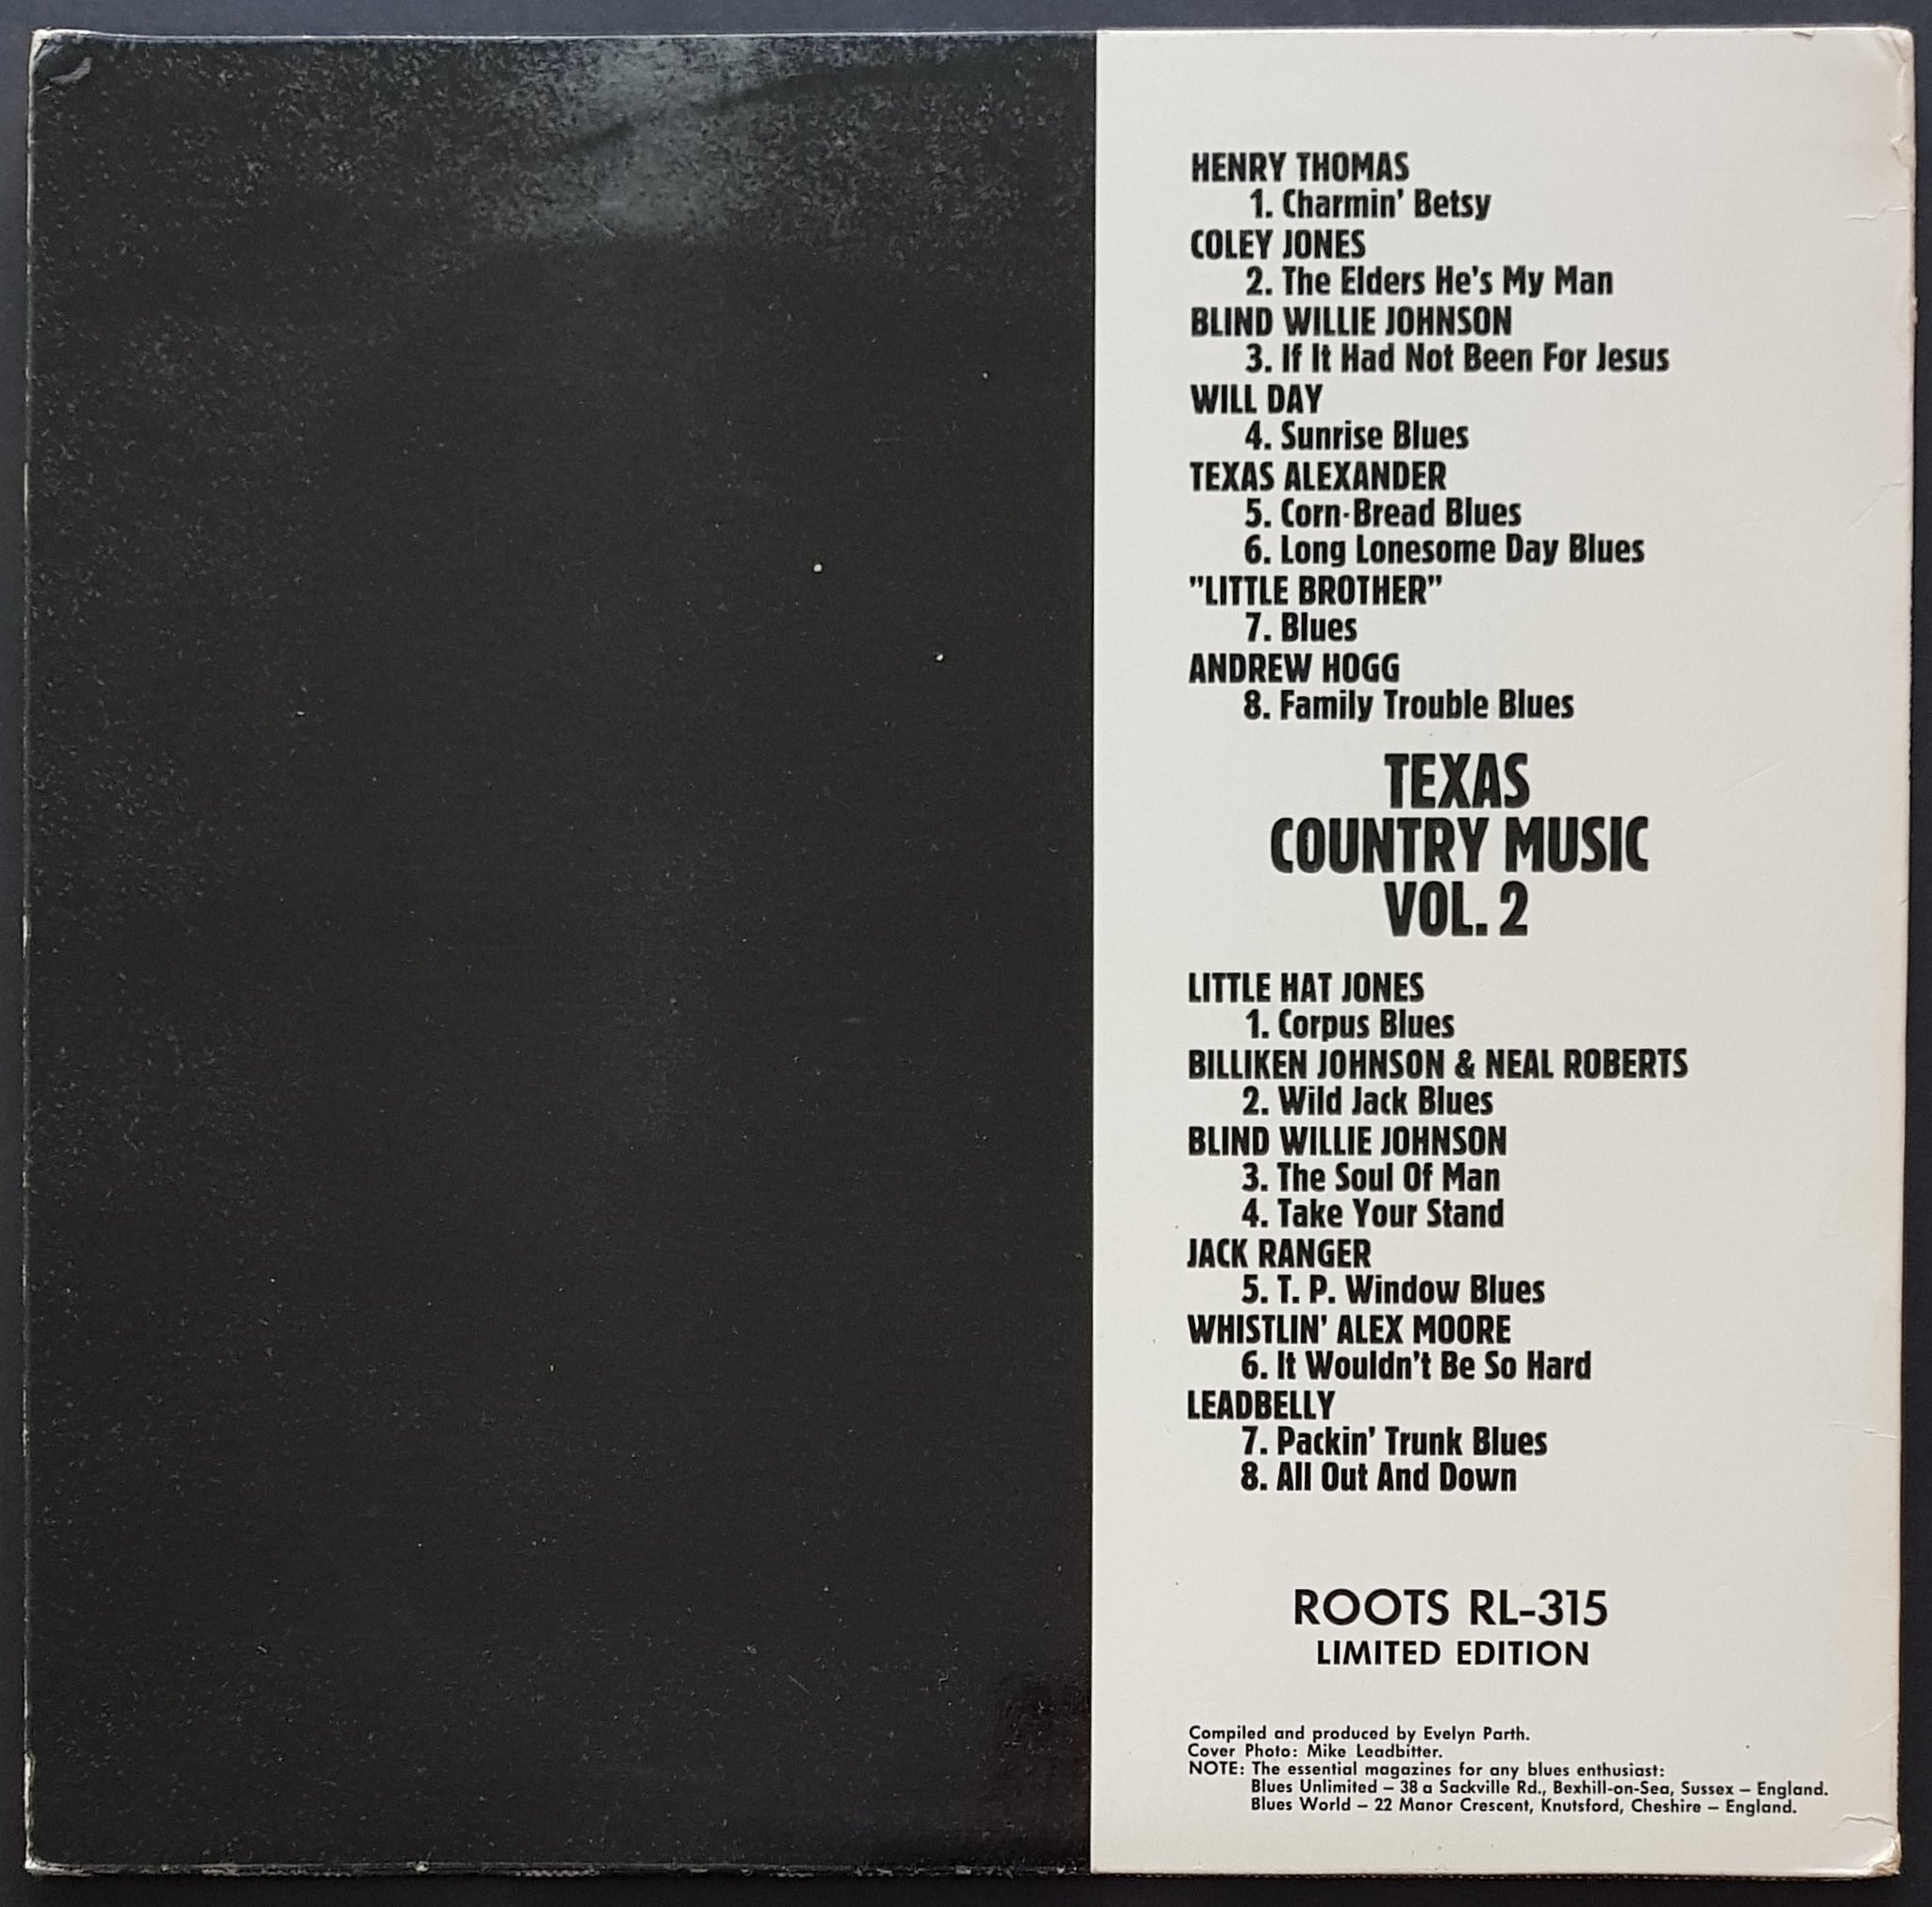 HENRY THOMAS
1. Charmin' Betsy
COLEY JONES
2. The Elders He's My Man
BLIND WILLIE JOHNSON
3. If It Had Not Been For Jesus
WILL DAY
4. Sunrise Blues
TEXAS ALEXANDER
5. Corn-Bread Blues
6. Long Lonesome Day Blues
"LITTLE BROTHER"
7. Blues
ANDREW HOGG
8. Family Trouble Blues
TEXAS
COUNTRY MUSIC
VOL. 2
LITTLE HAT JONES
1. Corpus Blues
BILLIKEN JOHNSON & NEAL ROBERTS
2. Wild Jack Blues
BLIND WILLIE JOHNSON
3. The Soul Of Man
4. Take Your Stand
JACK RANGER
5. T. P. Window Blues
WHISTLIN' ALEX MOORE
6. It Wouldn't Be So Hard
LEADBELLY
7. Packin' Trunk Blues
8. All Out And Down
ROOTS RL-315
LIMITED EDITION
Compiled and produced by Evelyn Parth.
Cover Photo: Mike Leadbitter.
NOTE: The essential magazines for any blues enthusiast:
Blues Unlimited – 38 a Sackville Rd., Bexhill-on-Sea, Sussex – England.
Blues World – 22 Manor Crescent, Knutsford, Cheshire – England.